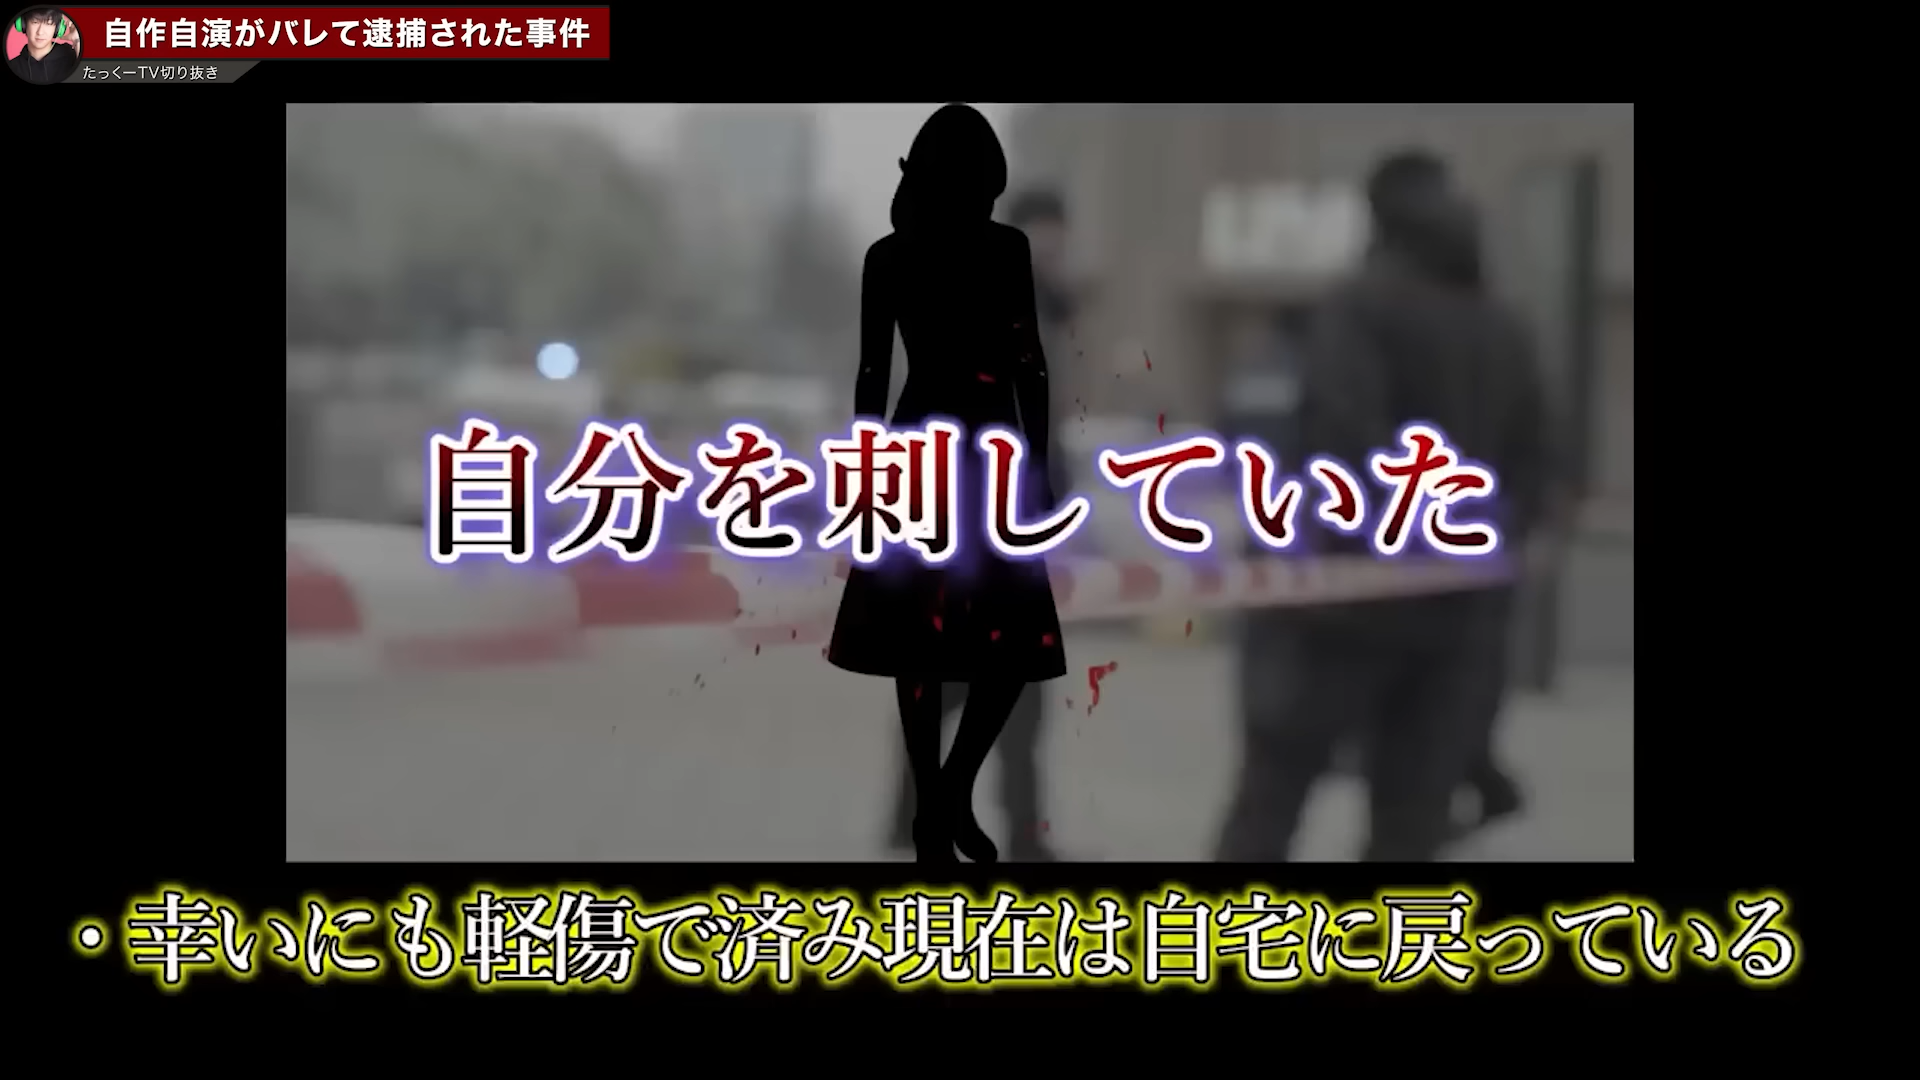 自作自演がバレて逮捕された事件
たっくーTV切り抜き
自分を刺していた
・幸いにも軽傷で済み現在は自宅に戻っている